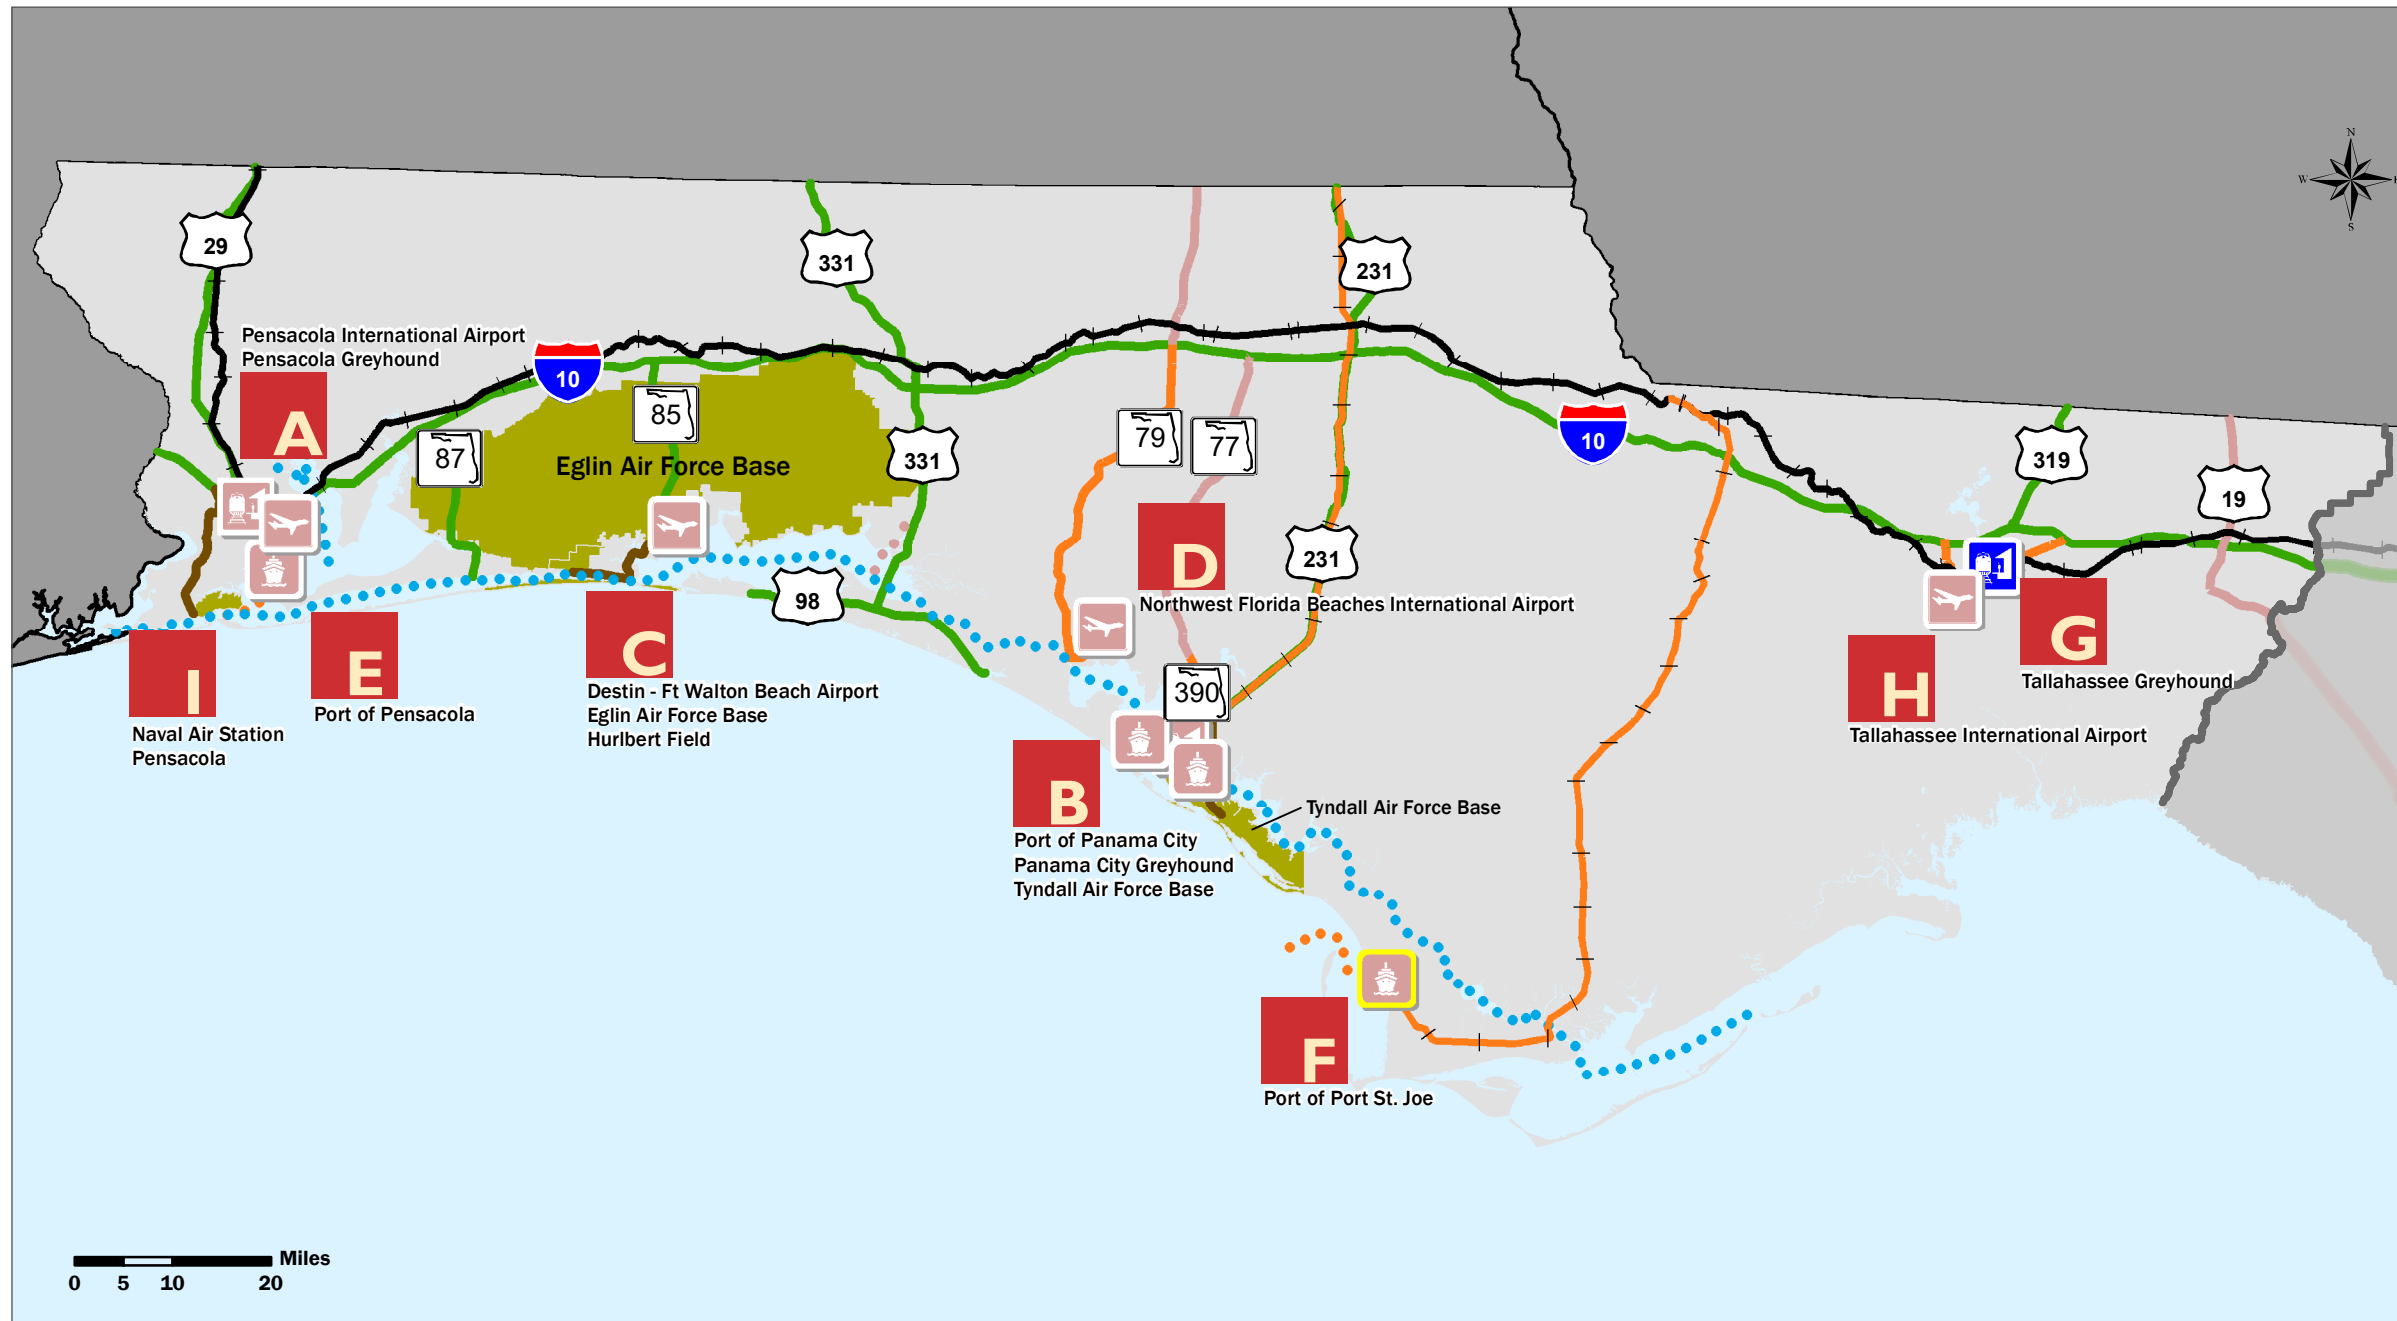 N
W
S
29
331
231
Pensacola International Airport
Pensacola Greyhound
10
A
87
85
Eglin Air Force Base
331
79
77
10
319
19
D
Northwest Florida Beaches International Airport
231
98
I
Naval Air Station
Pensacola
E
Port of Pensacola
C
Destin - Ft Walton Beach Airport
Eglin Air Force Base
Hurlbert Field
390
B
Port of Panama City
Panama City Greyhound
Tyndall Air Force Base
Tyndall Air Force Base
G
Tallahassee Greyhound
H
Tallahassee International Airport
F
Port of Port St. Joe
Miles
0 5 10 20